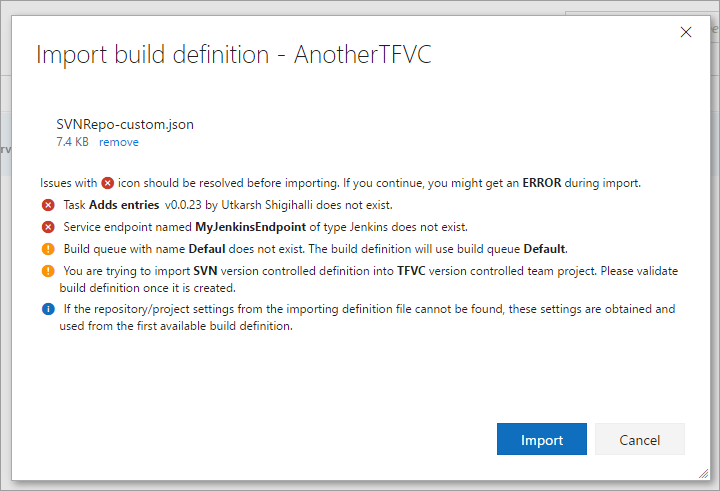 Import build definition - AnotherTFVC
SVNRepo-custom.json
7.4 KB remove
Issues with icon should be resolved before importing. If you continue, you might get an ERROR during import.
Task Adds entries v0.0.23 by Utkarsh Shigihalli does not exist.
Service endpoint named MyJenkinsEndpoint of type Jenkins does not exist.
Build queue with name Defaul does not exist. The build definition will use build queue Default.
You are trying to import SVN version controlled definition into TFVC version controlled team project. Please validate
build definition once it is created.
If the repository/project settings from the importing definition file cannot be found, these settings are obtained and
used from the first available build definition.
Import Cancel